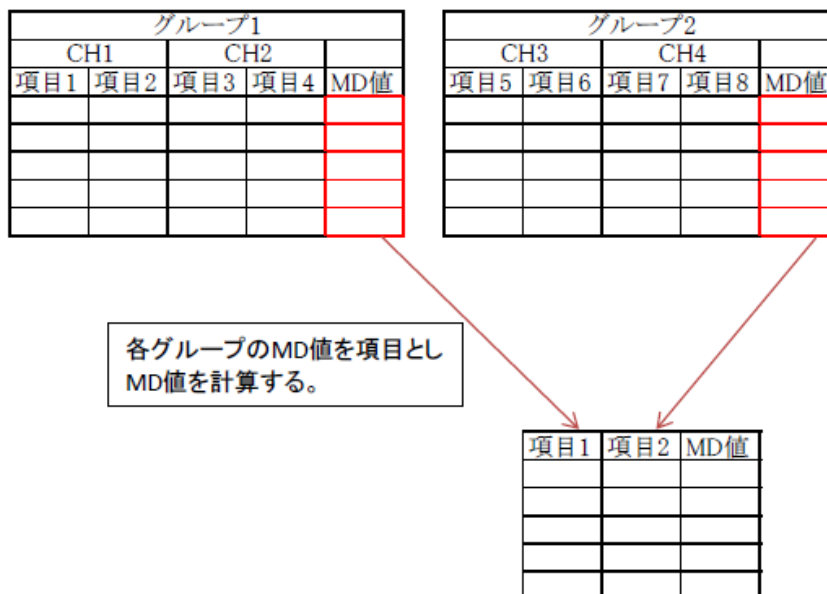 グループ1
CH1 CH2
項目1 項目2 項目3 項目4 MD値
グループ2
CH3 CH4
項目5 項目6 項目7 項目8 MD値
各グループのMD値を項目とし
MD値を計算する。
項目1 項目2 MD値